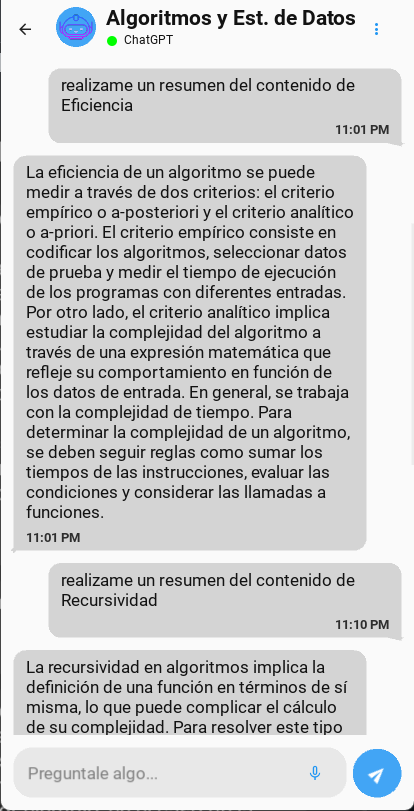 Algoritmos y Est. de Datos
ChatGPT
realizame un resumen del contenido de
Eficiencia
11:01 PM
La eficiencia de un algoritmo se puede
medir a través de dos criterios: el criterio
empírico o a-posteriori y el criterio analítico
o a-priori. El criterio empírico consiste en
codificar los algoritmos, seleccionar datos
de prueba y medir el tiempo de ejecución
de los programas con diferentes entradas.
Por otro lado, el criterio analítico implica
estudiar la complejidad del algoritmo a
través de una expresión matemática que
refleje su comportamiento en función de
los datos de entrada. En general, se trabaja
con la complejidad de tiempo. Para
determinar la complejidad de un algoritmo,
se deben seguir reglas como sumar los
tiempos de las instrucciones, evaluar las
condiciones y considerar las llamadas a
funciones.
11:01 PM
realizame un resumen del contenido de
Recursividad
11:10 PM
La recursividad en algoritmos implica la
definición de una función en términos de sí
misma, lo que puede complicar el cálculo
de su complejidad. Para resolver este tipo
Preguntale algo...